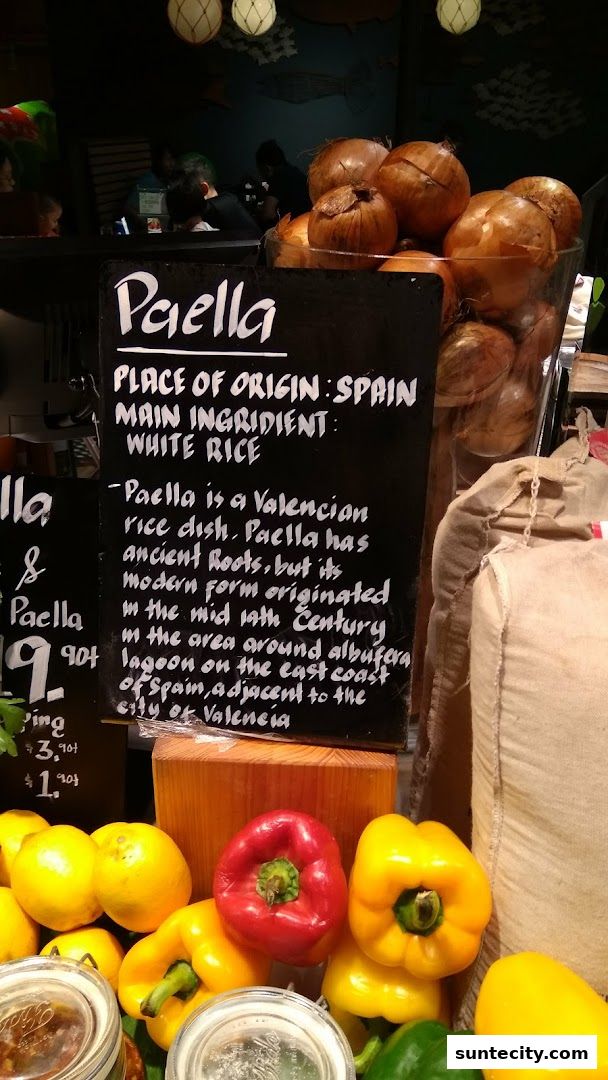 Paella
PLACE OF ORIGIN : SPAIN
MAIN INGRIDIENT :
WHITE RICE
Paella is a Valencian
rice dish. Paella has
ancient Roots, but its
modern form originated
in the mid 19th Century
in the area around albufera
lagoon on the east coast
of Spain, adjacent to the
city of Valencia
lla
&
Paella
9.90+
ping
$3.90+
$1.90+
suntecity.com